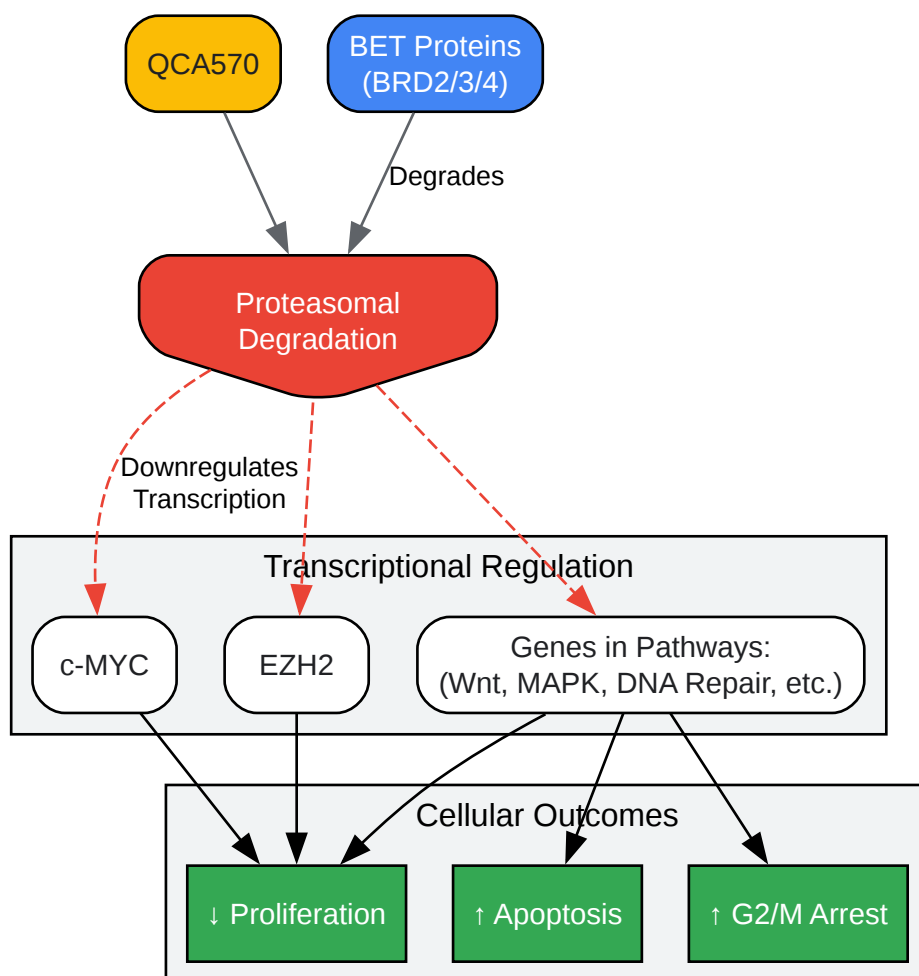 QCA570
BET Proteins
(BRD2/3/4)
Degrades
Proteasomal
Degradation
Downregulates
Transcription
Transcriptional Regulation
c-MYC
EZH2
Genes in Pathways:
(Wnt, MAPK, DNA Repair, etc.)
Cellular Outcomes
↓ Proliferation
↑ Apoptosis
↑ G2/M Arrest